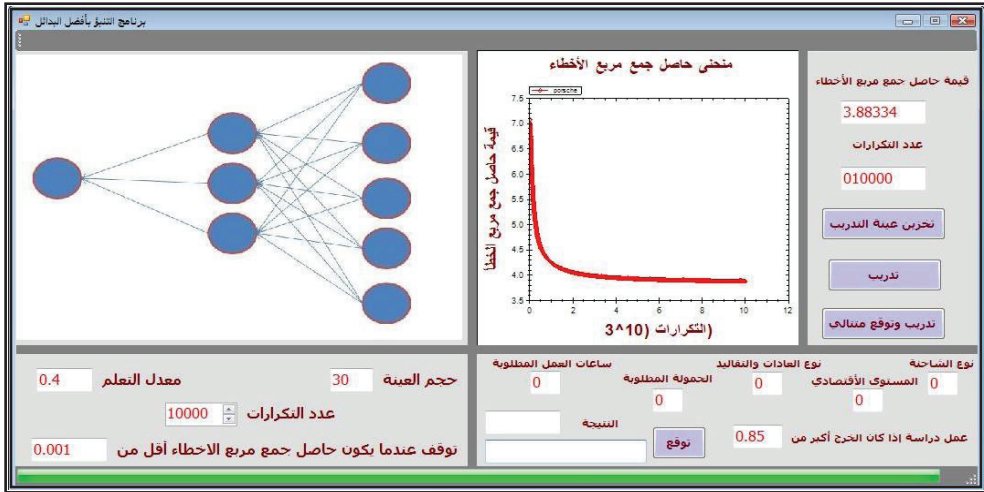 برنامج التنبؤ بأفضل البدائل
قيمة حاصل جمع مربع الأخطاء
3.88334
عدد التكرارات
010000
تخزين عينة التدريب
تدريب
تدريب وتوقع متتالي
منحنى حاصل جمع مربع الأخطاء
porsche
قيمة حاصل جمع مربع الخطأ
7.5
7.0
6.5
6.0
5.5
5.0
4.5
4.0
3.5
0 2 4 6 8 10 12
(التكرارات (10^3
نوع الشاحنة
0
المستوى الأقتصادي
0
نوع العادات والتقاليد
0
الحمولة المطلوبة
0
ساعات العمل المطلوبة
0
عمل دراسة إذا كان الخرج أكبر من 0.85
توقع
النتيجة
حجم العينة 30
معدل التعلم 0.4
عدد التكرارات 10000
توقف عندما يكون حاصل جمع مربع الاخطاء أقل من 0.001